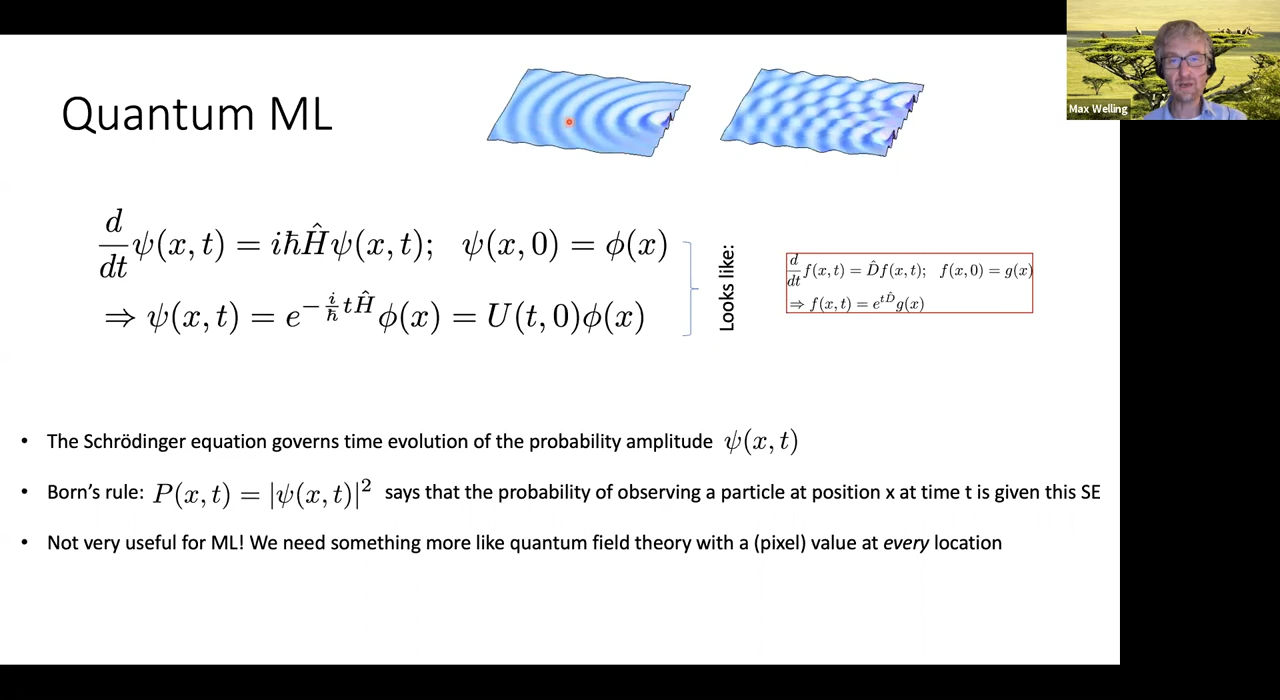 Max Welling
Quantum ML
d/dt ψ(x, t) = iħĤψ(x, t);  ψ(x, 0) = ϕ(x)
⇒ ψ(x, t) = e^{−(i/ħ)tĤ} ϕ(x) = U(t, 0)ϕ(x)
Looks like:
d/dt f(x, t) = D̂f(x, t);  f(x, 0) = g(x)
⇒ f(x, t) = e^{tD̂} g(x)
• The Schrödinger equation governs time evolution of the probability amplitude ψ(x, t)
• Born’s rule: P(x, t) = |ψ(x, t)|² says that the probability of observing a particle at position x at time t is given this SE
• Not very useful for ML! We need something more like quantum field theory with a (pixel) value at every location